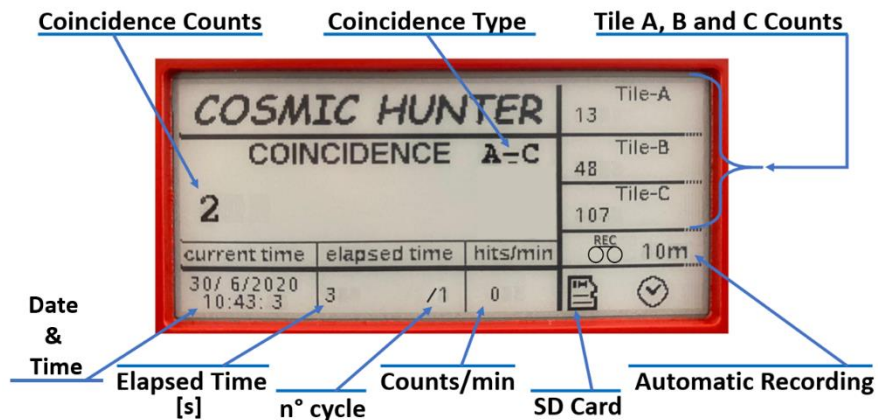 Coincidence Counts
Coincidence Type
Tile A, B and C Counts
COSMIC HUNTER
COINCIDENCE A-C
2
Tile-A
13
Tile-B
48
Tile-C
107
REC 10m
current time elapsed time hits/min
30/ 6/2020
10:43: 3
3 /1
0
Date
&
Time
Elapsed Time
[s]
n° cycle
Counts/min
SD Card
Automatic Recording